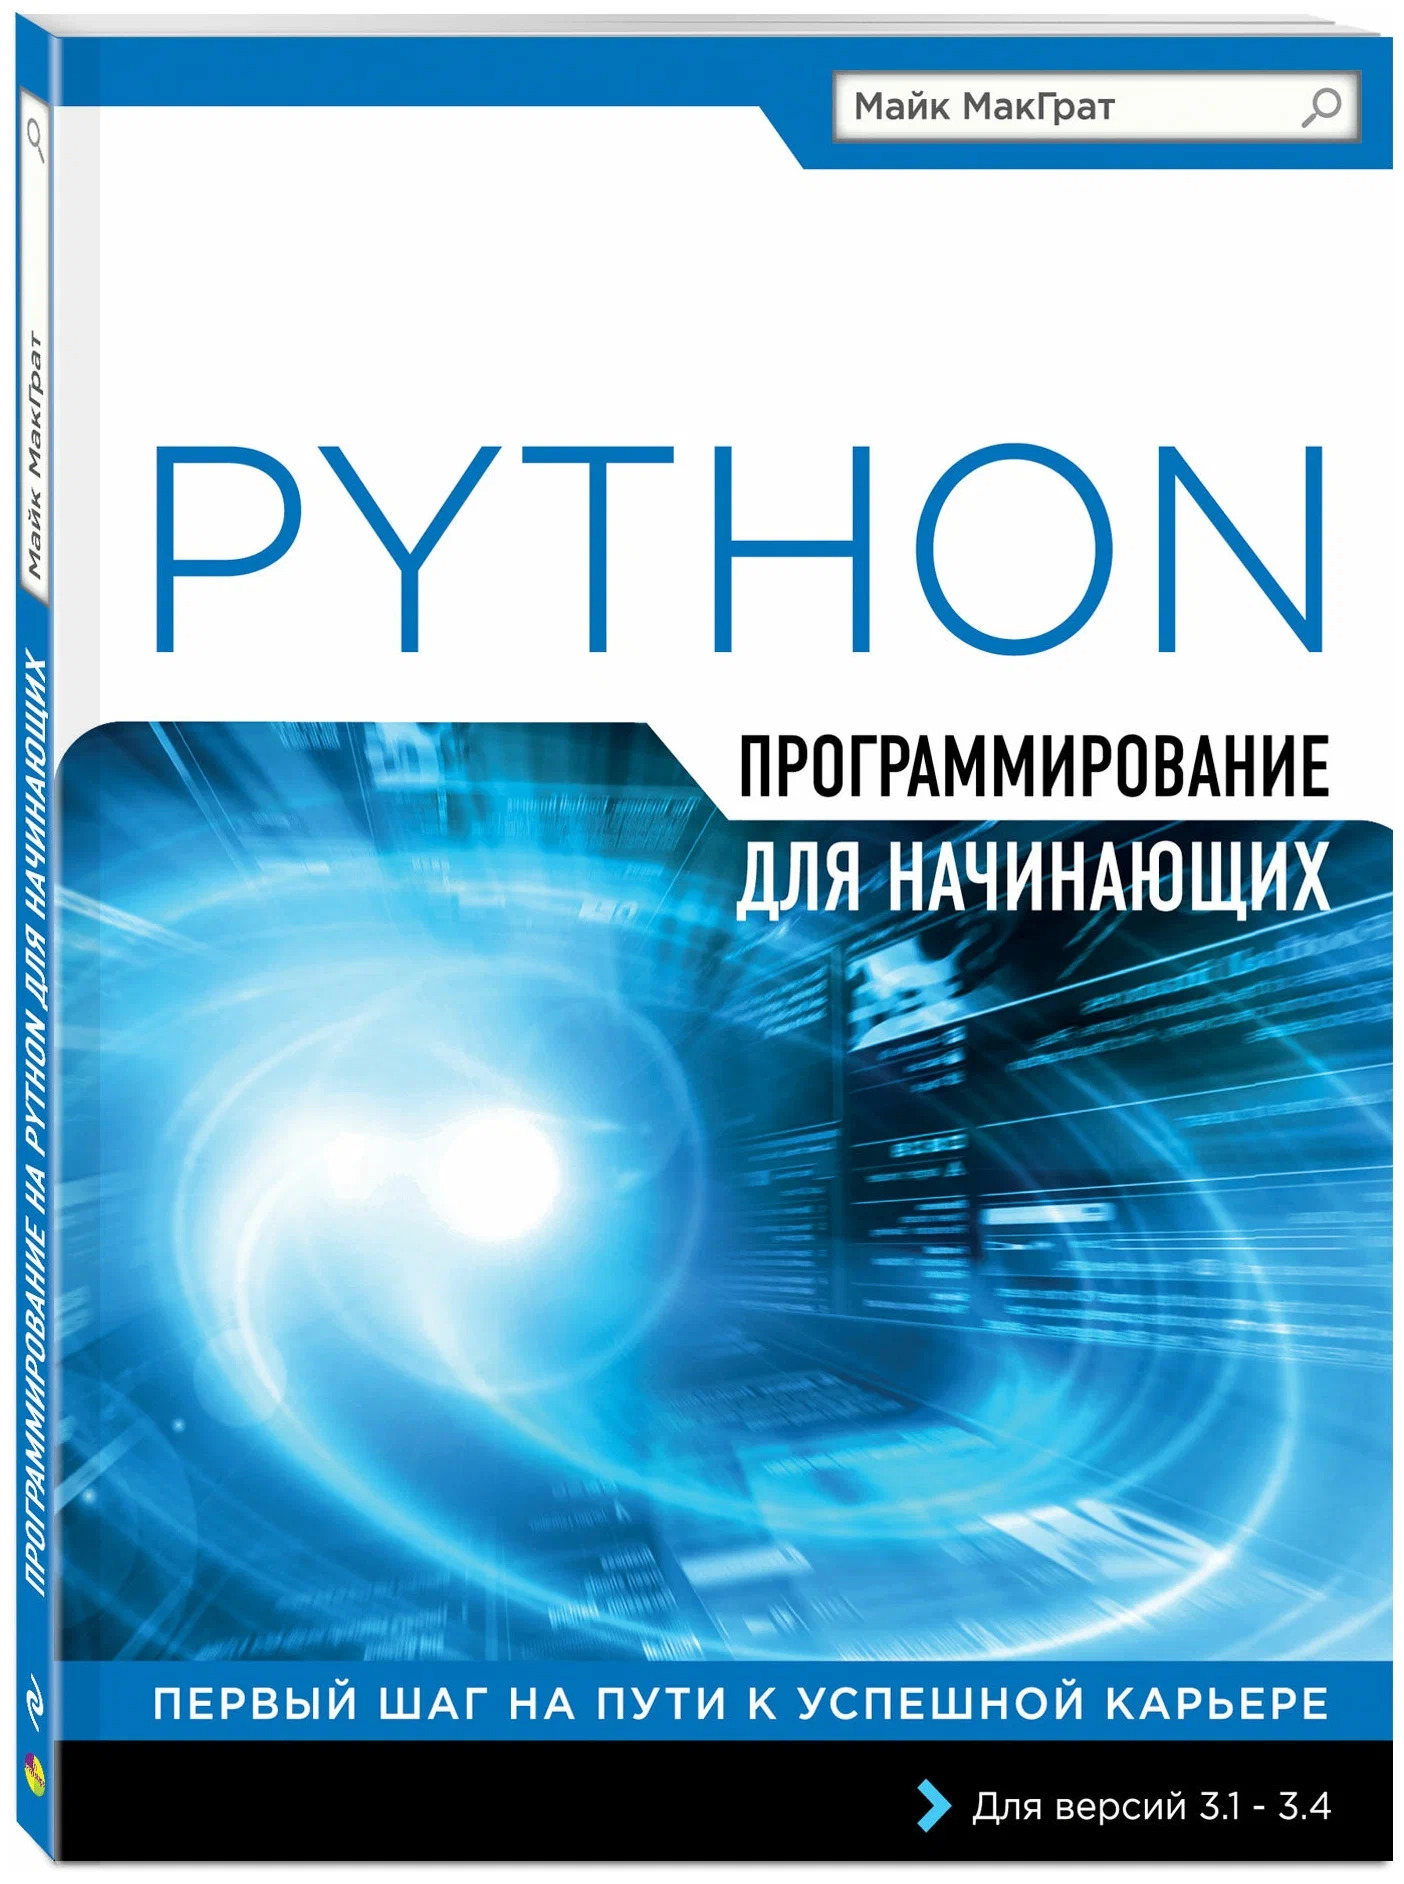 Майк МакГрат
PYTHON
ПРОГРАММИРОВАНИЕ
ДЛЯ НАЧИНАЮЩИХ
ПЕРВЫЙ ШАГ НА ПУТИ К УСПЕШНОЙ КАРЬЕРЕ
Для версий 3.1 - 3.4
Майк МакГрат
ПРОГРАММИРОВАНИЕ НА PYTHON ДЛЯ НАЧИНАЮЩИХ